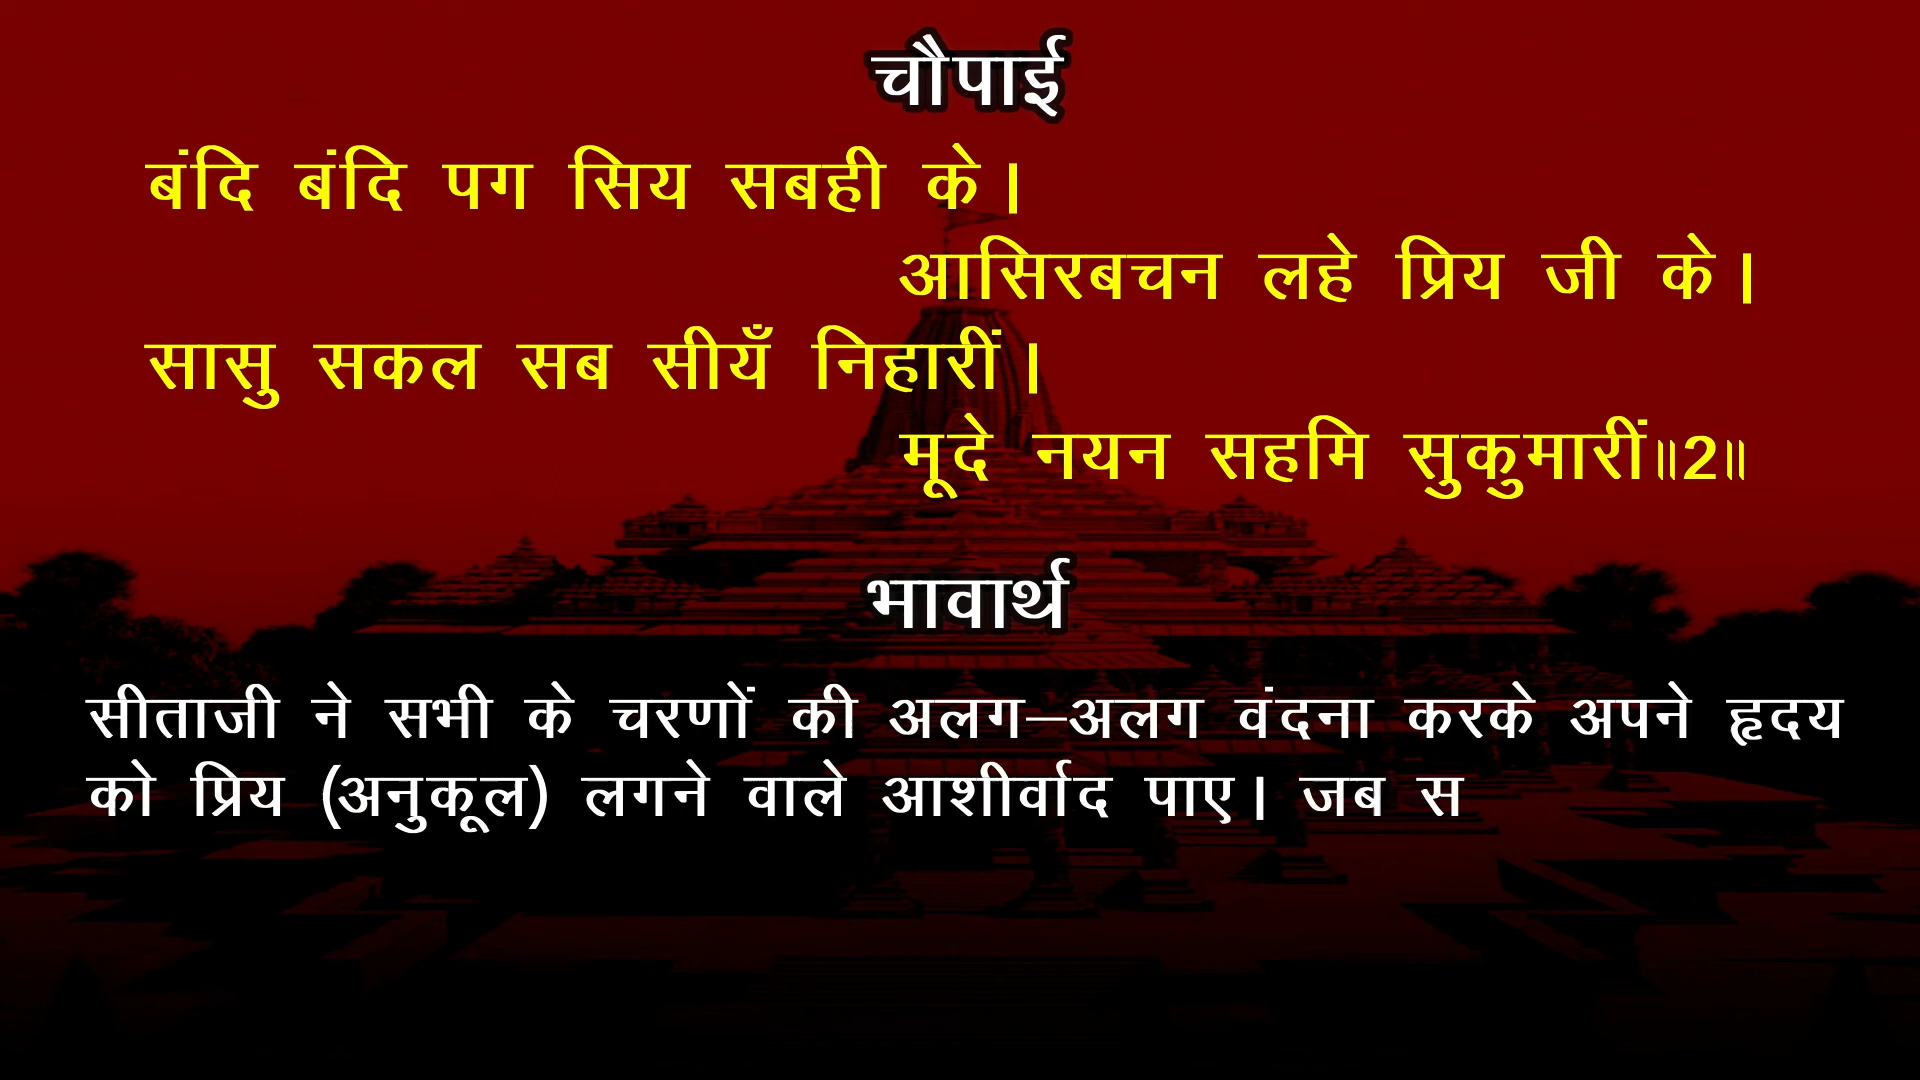 चौपाई
बंदि बंदि पग सिय सबही के।
आसिरबचन लहे प्रिय जी के।
सासु सकल सब सीयँ निहारीं।
मूदे नयन सहमि सुकुमारीं॥2॥
भावार्थ
सीताजी ने सभी के चरणों की अलग–अलग वंदना करके अपने हृदय
को प्रिय (अनुकूल) लगने वाले आशीर्वाद पाए। जब स